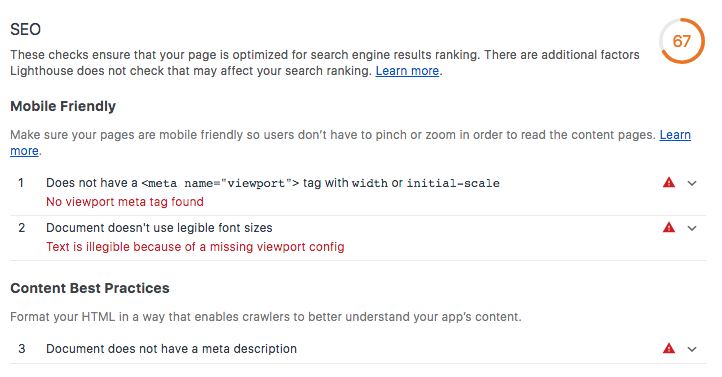 SEO
67
These checks ensure that your page is optimized for search engine results ranking. There are additional factors
Lighthouse does not check that may affect your search ranking. Learn more.
Mobile Friendly
Make sure your pages are mobile friendly so users don’t have to pinch or zoom in order to read the content pages. Learn
more.
1 Does not have a <meta name="viewport"> tag with width or initial-scale
No viewport meta tag found
2 Document doesn't use legible font sizes
Text is illegible because of a missing viewport config
Content Best Practices
Format your HTML in a way that enables crawlers to better understand your app’s content.
3 Document does not have a meta description